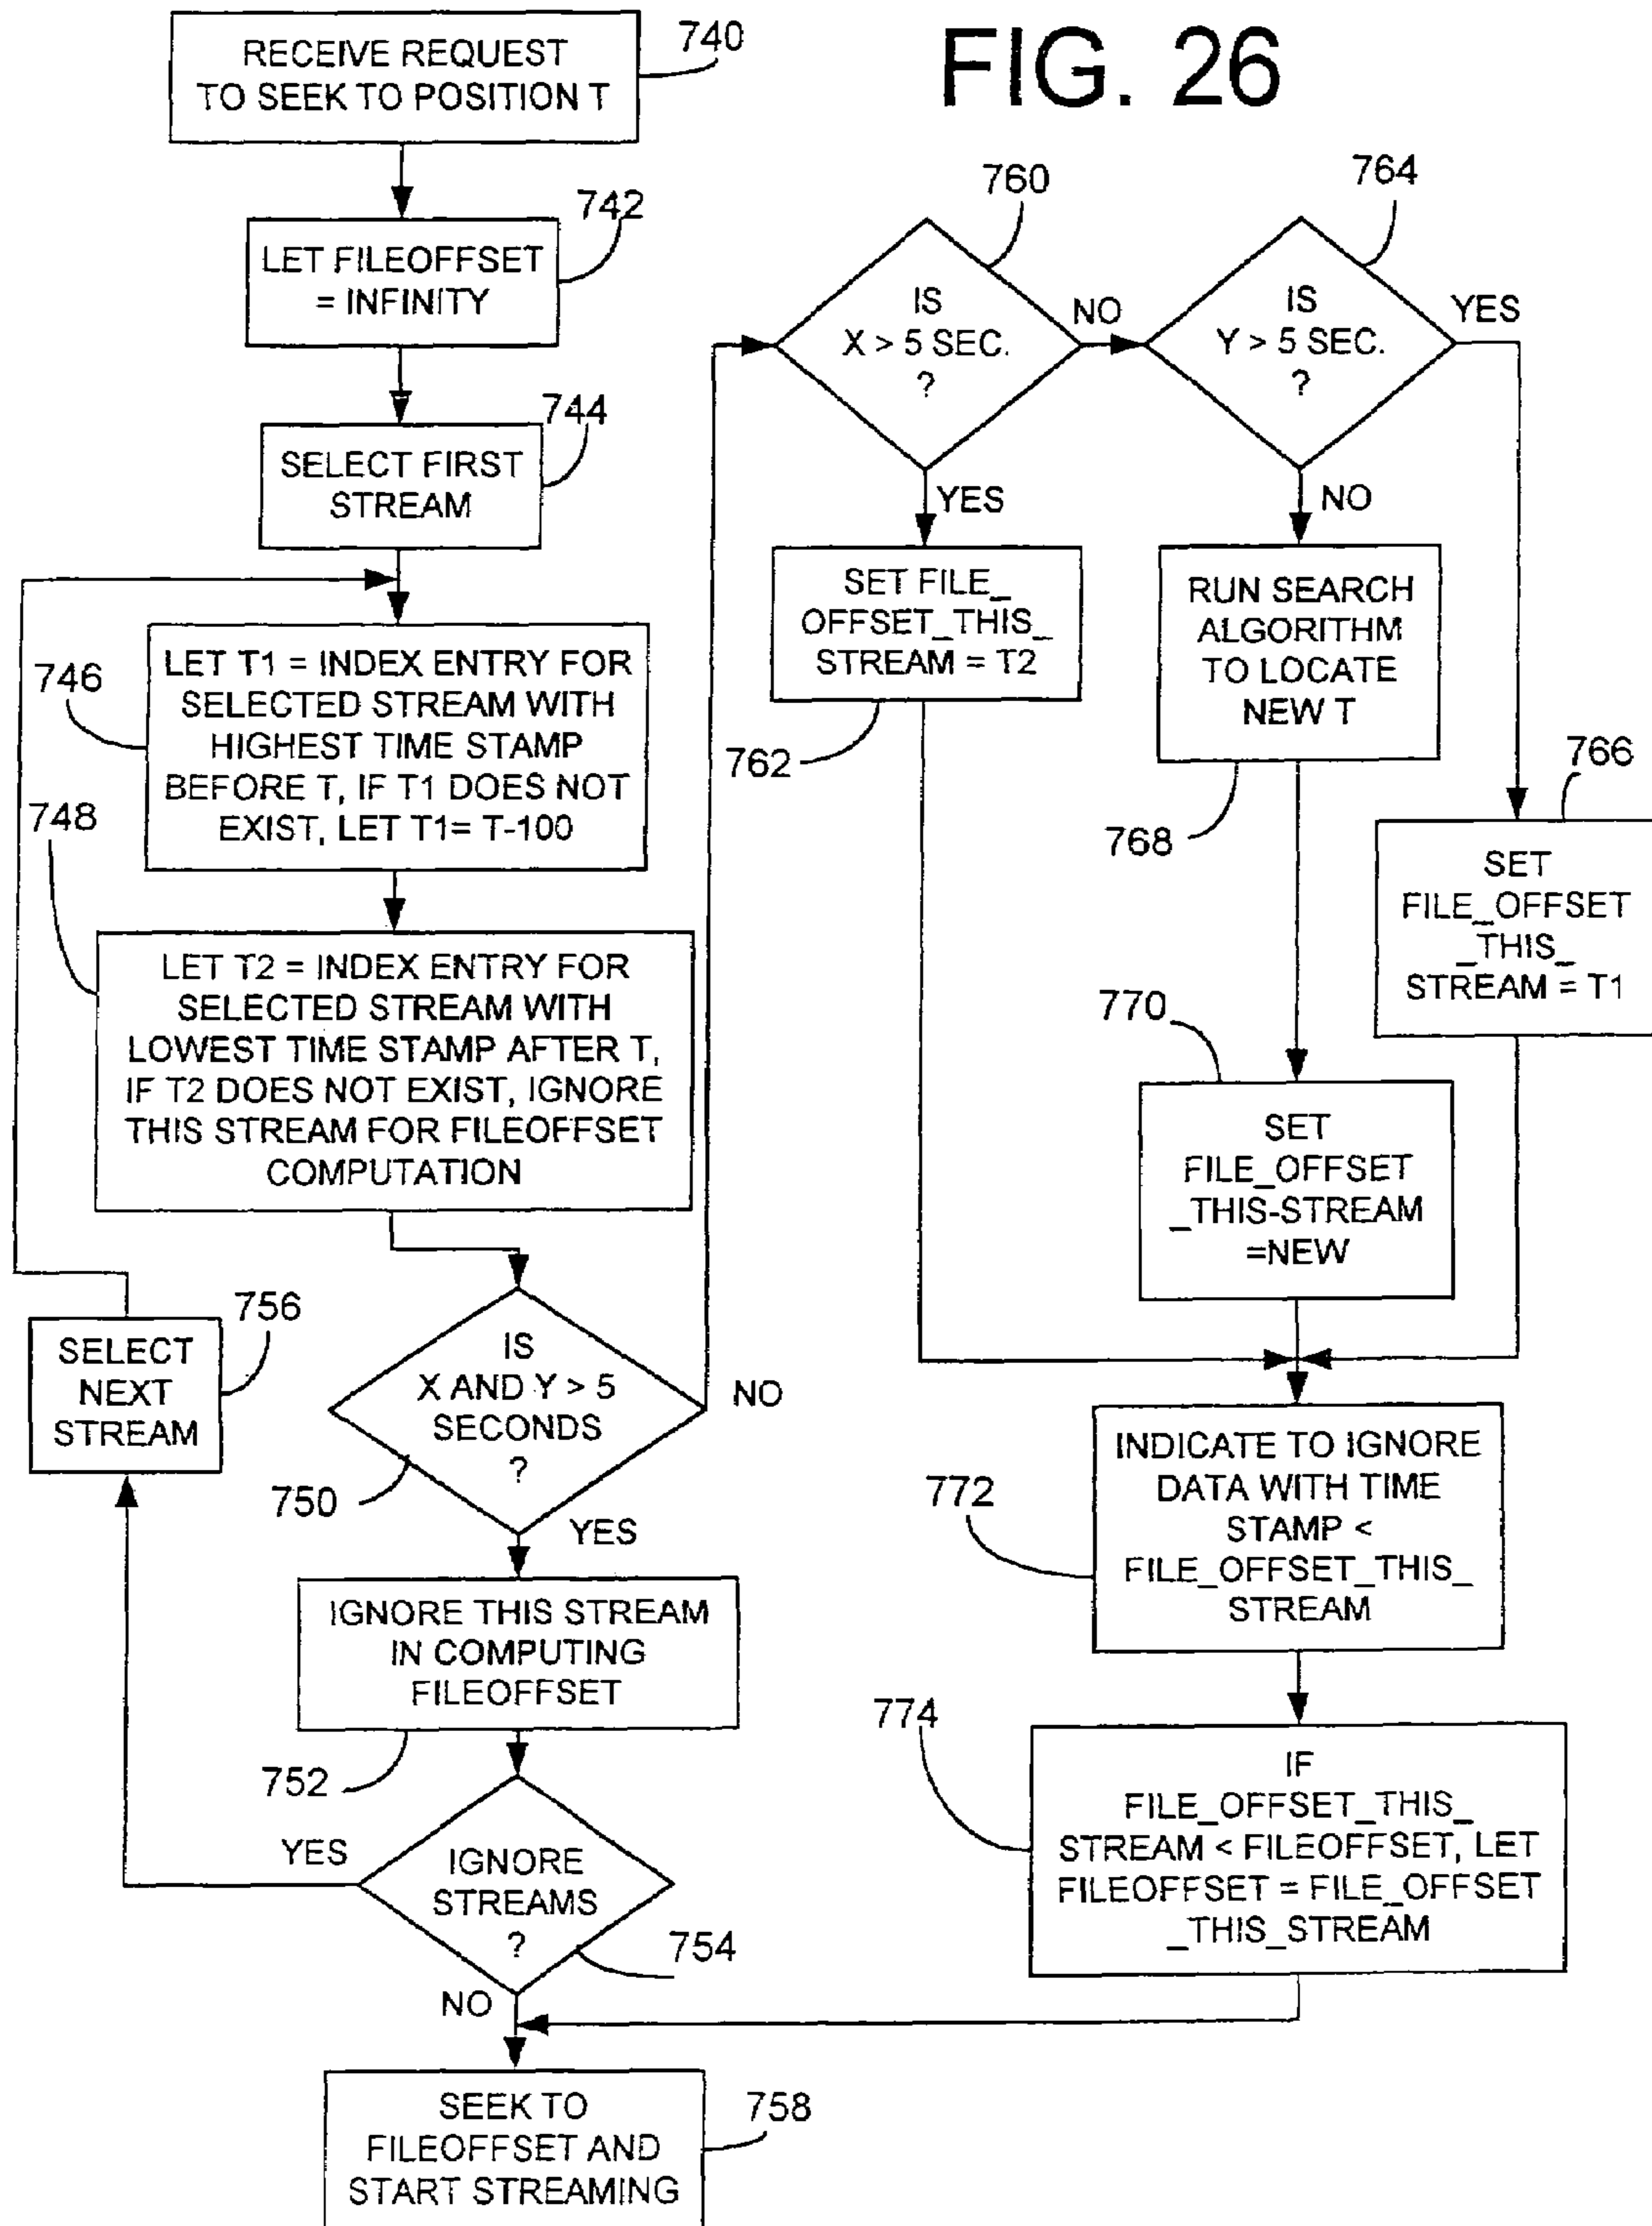 FIG. 26
RECEIVE REQUEST
TO SEEK TO POSITION T
740
LET FILEOFFSET
= INFINITY
742
SELECT FIRST
STREAM
744
LET T1 = INDEX ENTRY FOR
SELECTED STREAM WITH
HIGHEST TIME STAMP
BEFORE T, IF T1 DOES NOT
EXIST, LET T1= T-100
746
748
LET T2 = INDEX ENTRY FOR
SELECTED STREAM WITH
LOWEST TIME STAMP AFTER T,
IF T2 DOES NOT EXIST, IGNORE
THIS STREAM FOR FILEOFFSET
COMPUTATION
IS
X AND Y > 5
SECONDS
?
750
NO
YES
SELECT
NEXT
STREAM
756
IGNORE THIS STREAM
IN COMPUTING
FILEOFFSET
752
IGNORE
STREAMS
?
754
YES
NO
SEEK TO
FILEOFFSET AND
START STREAMING
758
760
IS
X > 5 SEC.
?
NO
YES
764
IS
Y > 5 SEC.
?
YES
NO
SET FILE_
OFFSET_THIS_
STREAM = T2
762
RUN SEARCH
ALGORITHM
TO LOCATE
NEW T
768
766
SET
FILE_OFFSET
_THIS_
STREAM = T1
770
SET
FILE_OFFSET
_THIS-STREAM
=NEW
772
INDICATE TO IGNORE
DATA WITH TIME
STAMP <
FILE_OFFSET_THIS_
STREAM
774
IF
FILE_OFFSET_THIS_
STREAM < FILEOFFSET, LET
FILEOFFSET = FILE_OFFSET
_THIS_STREAM